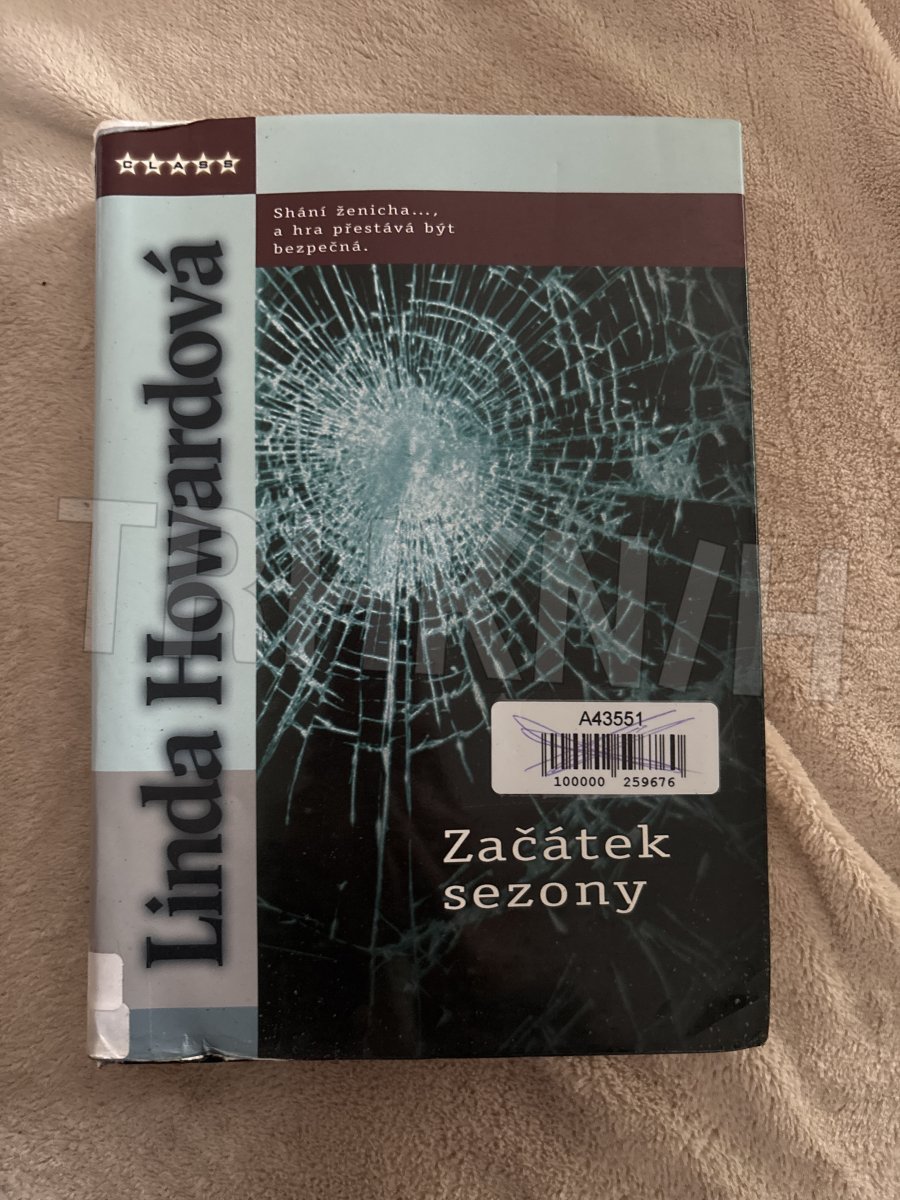 CLASS
Shání ženicha...,
a hra přestává být
bezpečná.
Linda Howardová
A43551
100000 259676
Začátek
sezony